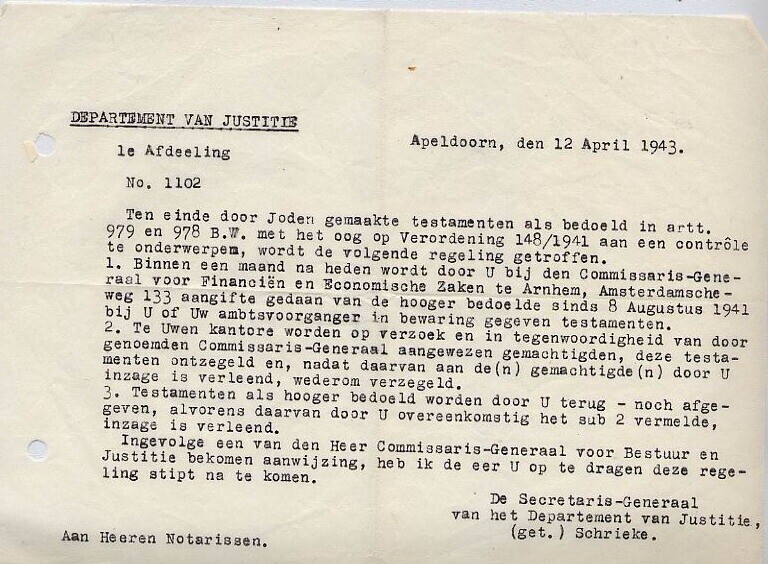 DEPARTEMENT VAN JUSTITIE
1e Afdeeling
No. 1102
Apeldoorn, den 12 April 1943.
Ten einde door Joden gemaakte testamenten als bedoeld in artt.
979 en 978 B.W. met het oog op Verordening 148/1941 aan een contrôle
te onderwerpem, wordt de volgende regeling getroffen.
1. Binnen een maand na heden wordt door U bij den Commissaris-Gene-
raal voor Financiën en Economische Zaken te Arnhem, Amsterdamsche-
weg 133 aangifte gedaan van de hooger bedoelde sinds 8 Augustus 1941
bij U of Uw ambtsvoorganger in bewaring gegeven testamenten.
2. Te Uwen kantore worden op verzoek en in tegenwoordigheid van door
genoemden Commissaris-Generaal aangewezen gemachtigden, deze testa-
menten ontzegeld en, nadat daarvan aan de(n) gemachtigde(n) door U
inzage is verleend, wederom verzegeld.
3. Testamenten als hooger bedoeld worden door U terug - noch afge-
geven, alvorens daarvan door U overeenkomstig het sub 2 vermelde,
inzage is verleend.
Ingevolge een van den Heer Commissaris-Generaal voor Bestuur en
Justitie bekomen aanwijzing, heb ik de eer U op te dragen deze rege-
ling stipt na te komen.
De Secretaris-Generaal
van het Departement van Justitie,
(get.) Schrieke.
Aan Heeren Notarissen.